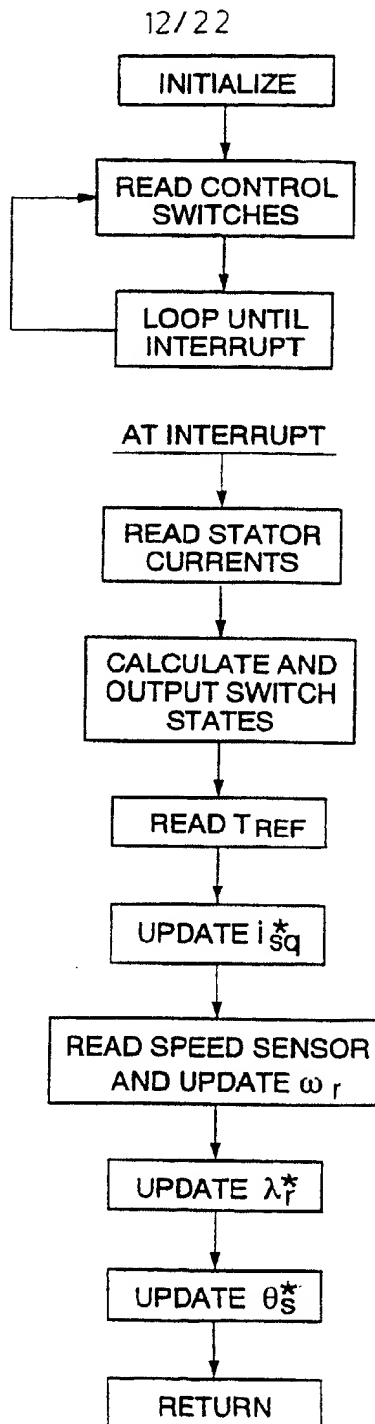 12/22
INITIALIZE
READ CONTROL
SWITCHES
LOOP UNTIL
INTERRUPT
AT INTERRUPT
READ STATOR
CURRENTS
CALCULATE AND
OUTPUT SWITCH
STATES
READ TREF
UPDATE i*sq
READ SPEED SENSOR
AND UPDATE ωr
UPDATE λ*r
UPDATE θ*s
RETURN